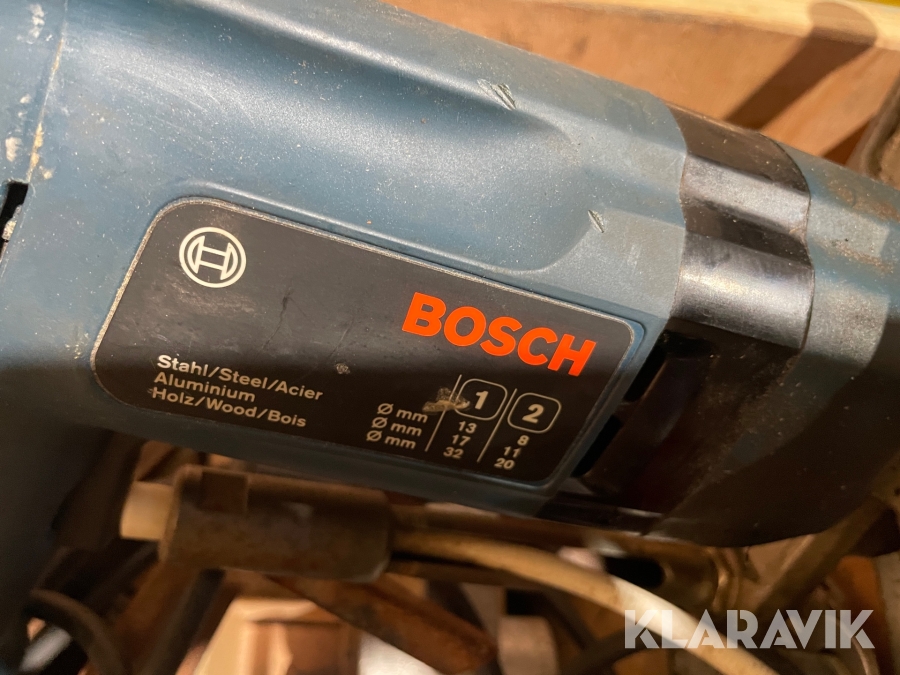 BOSCH
1 2
Stahl/Steel/Acier Ø mm 13 8
Aluminium Ø mm 17 11
Holz/Wood/Bois Ø mm 32 20
KLARAVIK